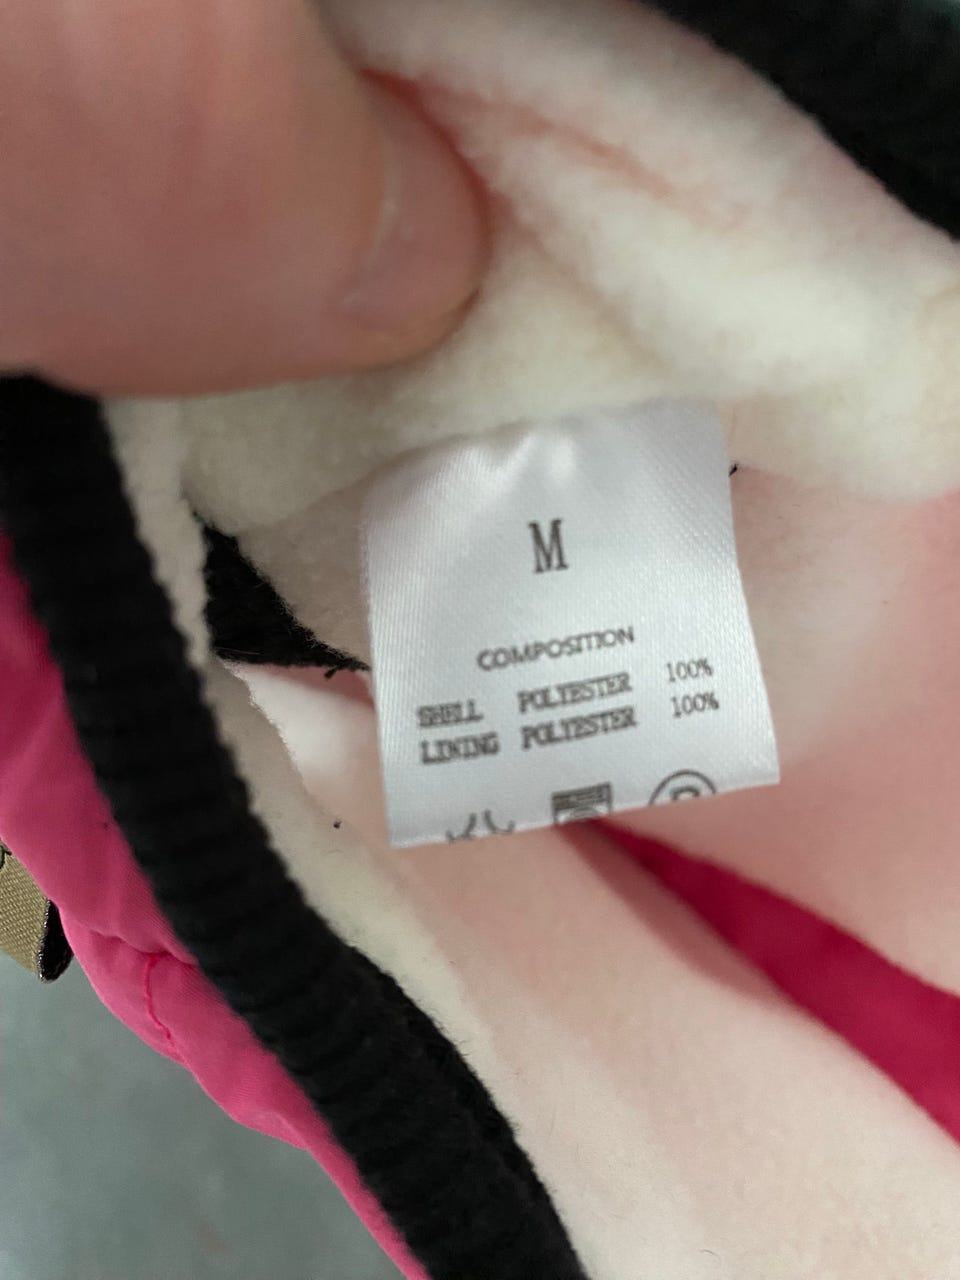 M
COMPOSITION
SHELL POLYESTER 100%
LINING POLYESTER 100%
P